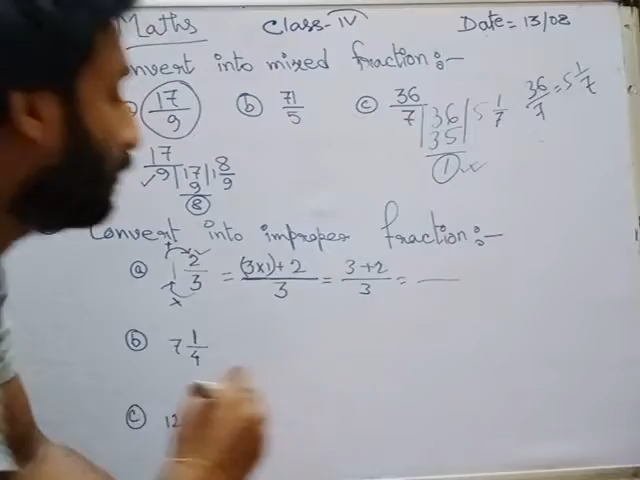 Maths Class-IV Date=13/08
onvert into mixed fraction:-
17/9 (b) 71/5 (c) 36/7 7|36|5 1/7 36/7=5 1/7
35
1
17/9 9|17|1 8/9
9
8
Convert into improper fraction:-
(a) 1 2/3 = (3x1)+2/3 = 3+2/3 =
(b) 7 1/4
(c) 12